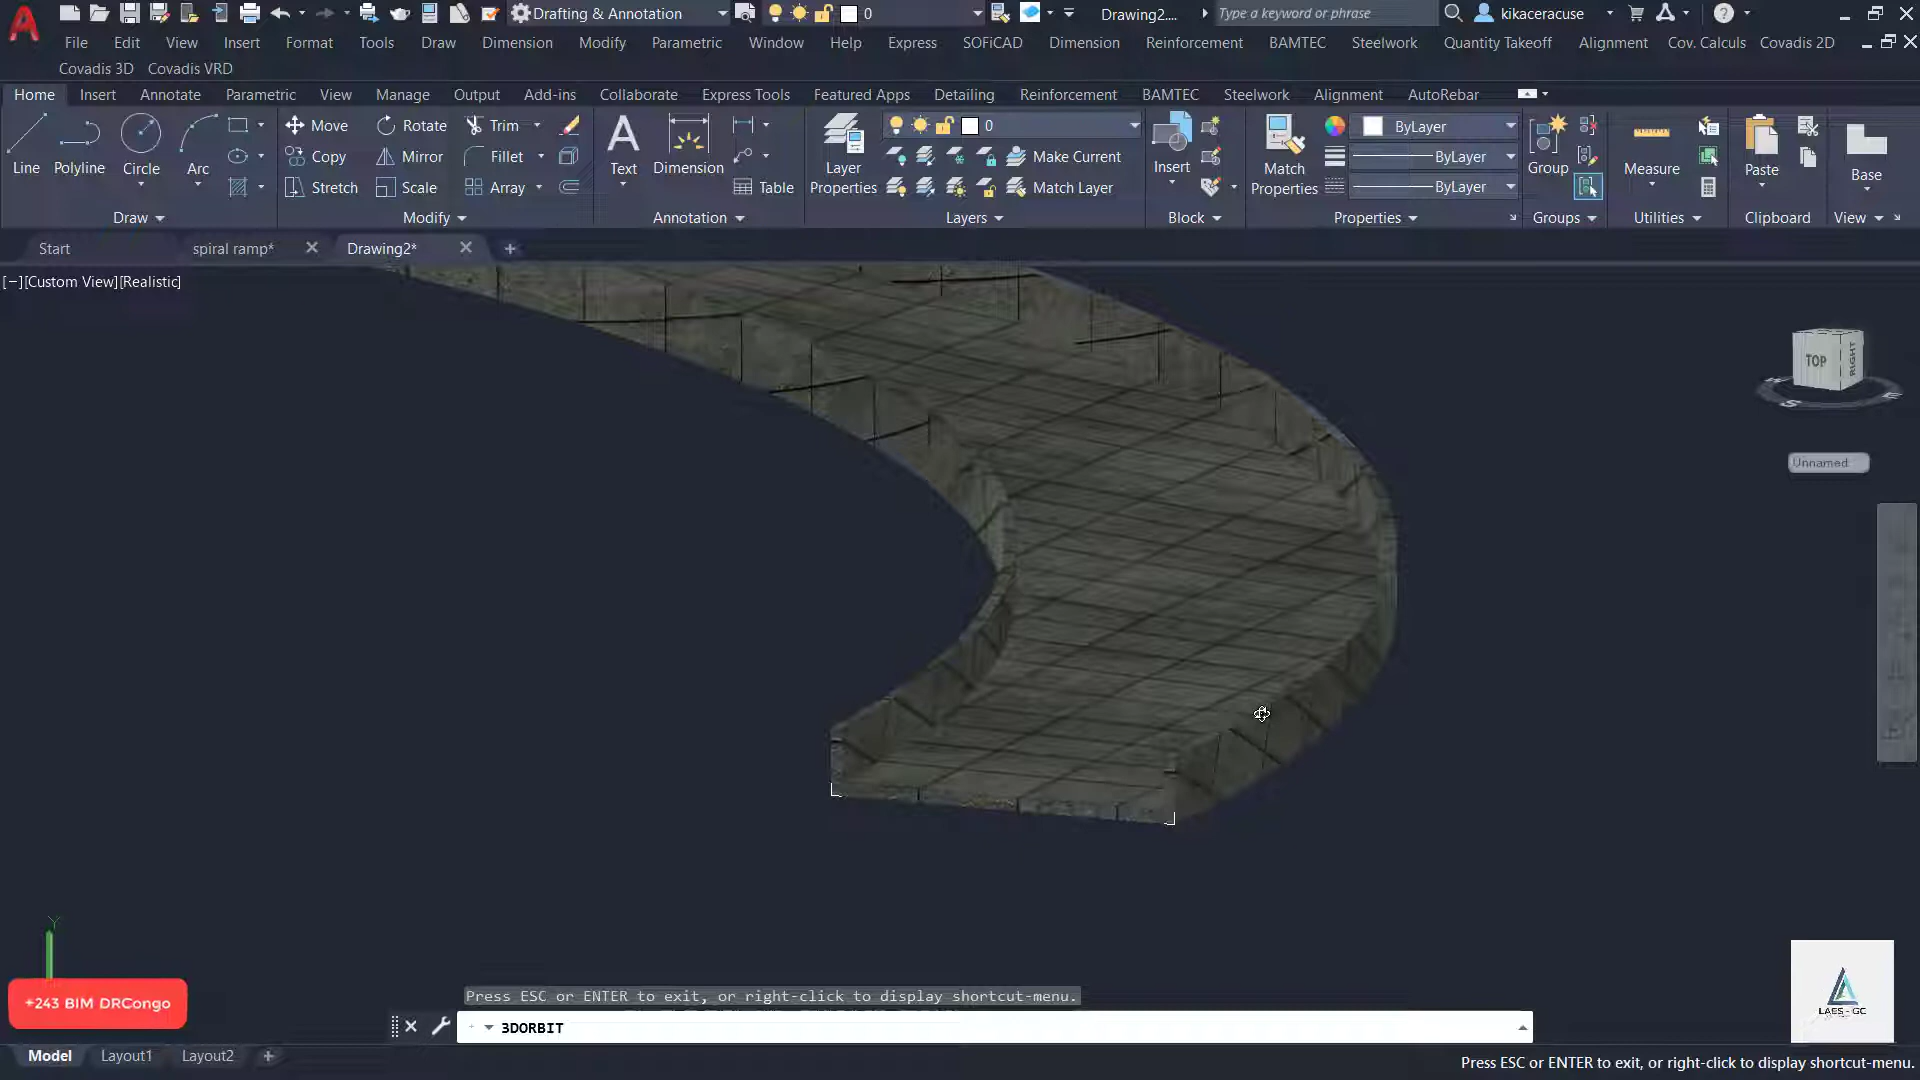 Drafting & Annotation
0
Drawing2....
Type a keyword or phrase
kikaceracuse
File Edit View Insert Format Tools Draw Dimension Modify Parametric Window Help Express SOFiCAD Dimension Reinforcement BAMTEC Steelwork Quantity Takeoff Alignment Cov. Calculs Covadis 2D
Covadis 3D Covadis VRD
Home Insert Annotate Parametric View Manage Output Add-ins Collaborate Express Tools Featured Apps Detailing Reinforcement BAMTEC Steelwork Alignment AutoRebar
Move Rotate Trim 0 ByLayer
Copy Mirror Fillet Make Current ByLayer
Line Polyline Circle Arc Text Dimension Layer Properties Insert Match Properties Group Measure Paste Base
Stretch Scale Array Table Match Layer ByLayer
Draw Modify Annotation Layers Block Properties Groups Utilities Clipboard View
Start spiral ramp* Drawing2*
[−][Custom View][Realistic]
TOP RIGHT
S E
Unnamed
Y
+243 BIM DRCongo
LAES - GC
Press ESC or ENTER to exit, or right-click to display shortcut-menu.
3DORBIT
Model Layout1 Layout2
Press ESC or ENTER to exit, or right-click to display shortcut-menu.